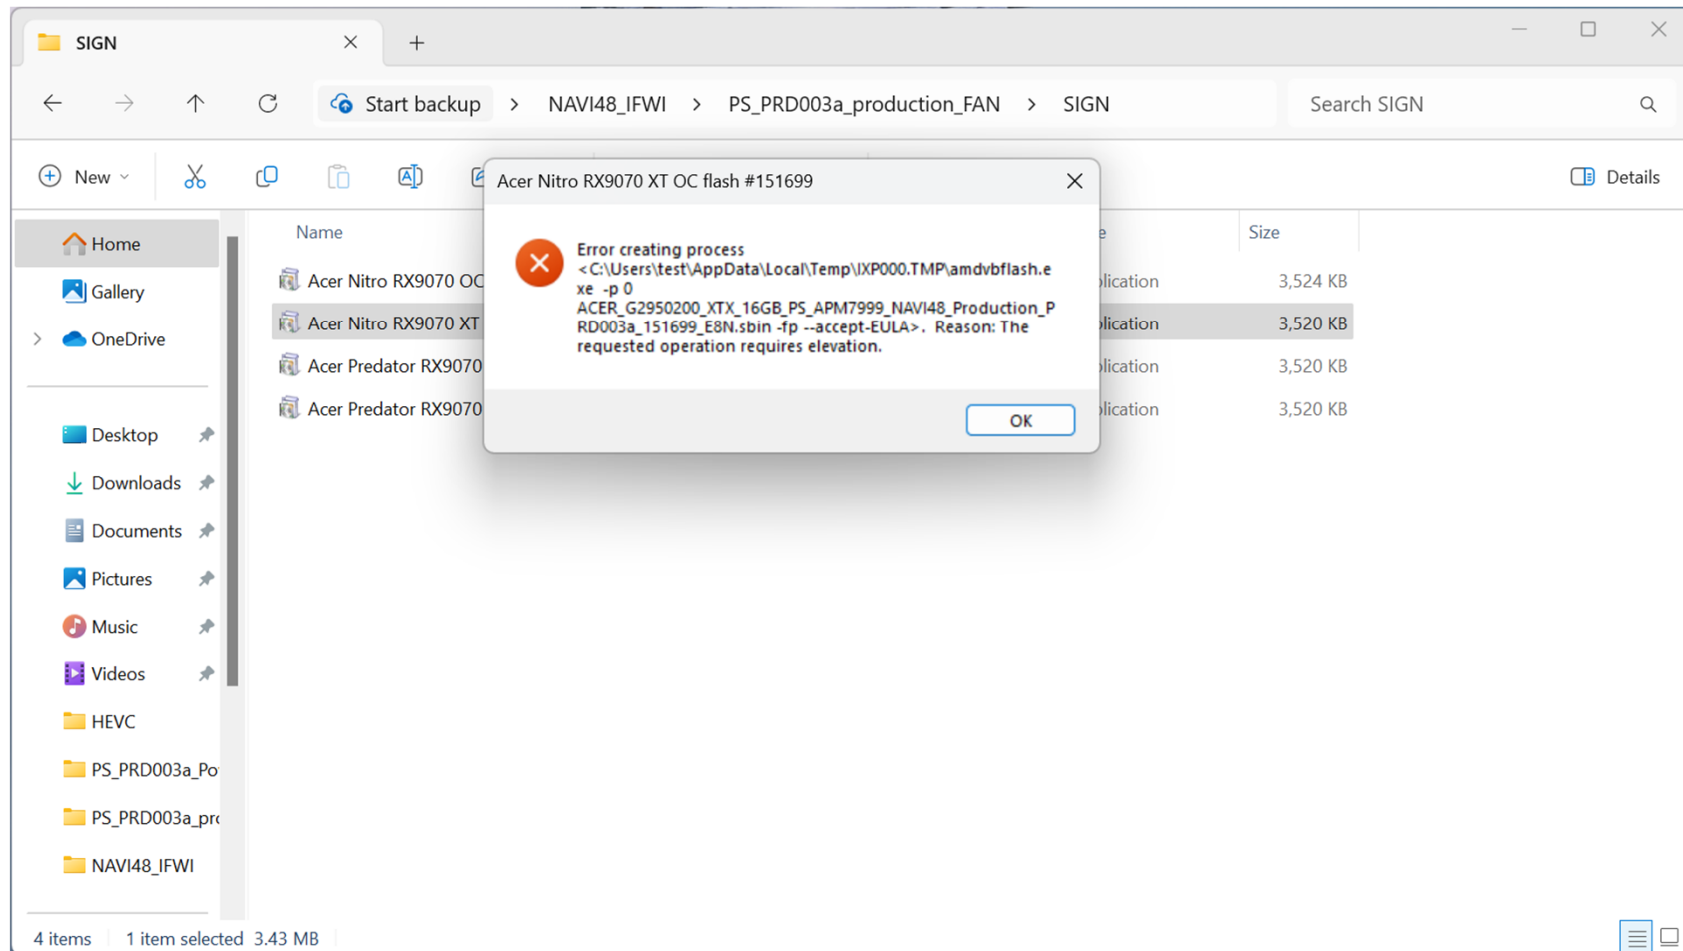 SIGN
Start backup > NAVI48_IFWI > PS_PRD003a_production_FAN > SIGN
Search SIGN
New
Details
Acer Nitro RX9070 XT OC flash #151699
Error creating process
<C:\Users\test\AppData\Local\Temp\IXP000.TMP\amdvbflash.e
xe -p 0
ACER_G2950200_XTX_16GB_PS_APM7999_NAVI48_Production_P
RD003a_151699_E8N.sbin -fp --accept-EULA>. Reason: The
requested operation requires elevation.
OK
Home
Gallery
OneDrive
Desktop
Downloads
Documents
Pictures
Music
Videos
HEVC
PS_PRD003a_Po
PS_PRD003a_pro
NAVI48_IFWI
Name
Size
Acer Nitro RX9070 OC
plication
3,524 KB
Acer Nitro RX9070 XT
plication
3,520 KB
Acer Predator RX9070
plication
3,520 KB
Acer Predator RX9070
plication
3,520 KB
4 items
1 item selected 3.43 MB